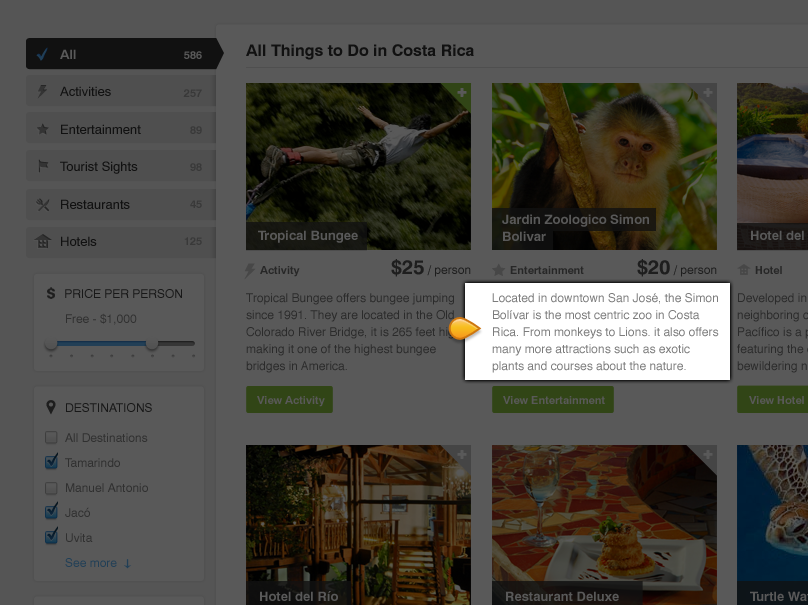 All 586
Activities 257
Entertainment 89
Tourist Sights 98
Restaurants 45
Hotels 125
$ PRICE PER PERSON
Free - $1,000
DESTINATIONS
All Destinations
Tamarindo
Manuel Antonio
Jacó
Uvita
See more ↓
All Things to Do in Costa Rica
Tropical Bungee
Activity $25 / person
Tropical Bungee offers bungee jumping
since 1991. They are located in the Old
Colorado River Bridge, it is 265 feet
making it one of the highest bungee
bridges in America.
View Activity
Jardin Zoologico Simon
Bolivar
Entertainment $20 / person
Located in downtown San José, the Simon
Bolívar is the most centric zoo in Costa
Rica. From monkeys to Lions. it also offers
many more attractions such as exotic
plants and courses about the nature.
View Entertainment
Hotel del
Hotel
Developed in
neighboring
Pacífico is a
featuring the
bewildering
View Hotel
Hotel del Río
Restaurant Deluxe
Turtle